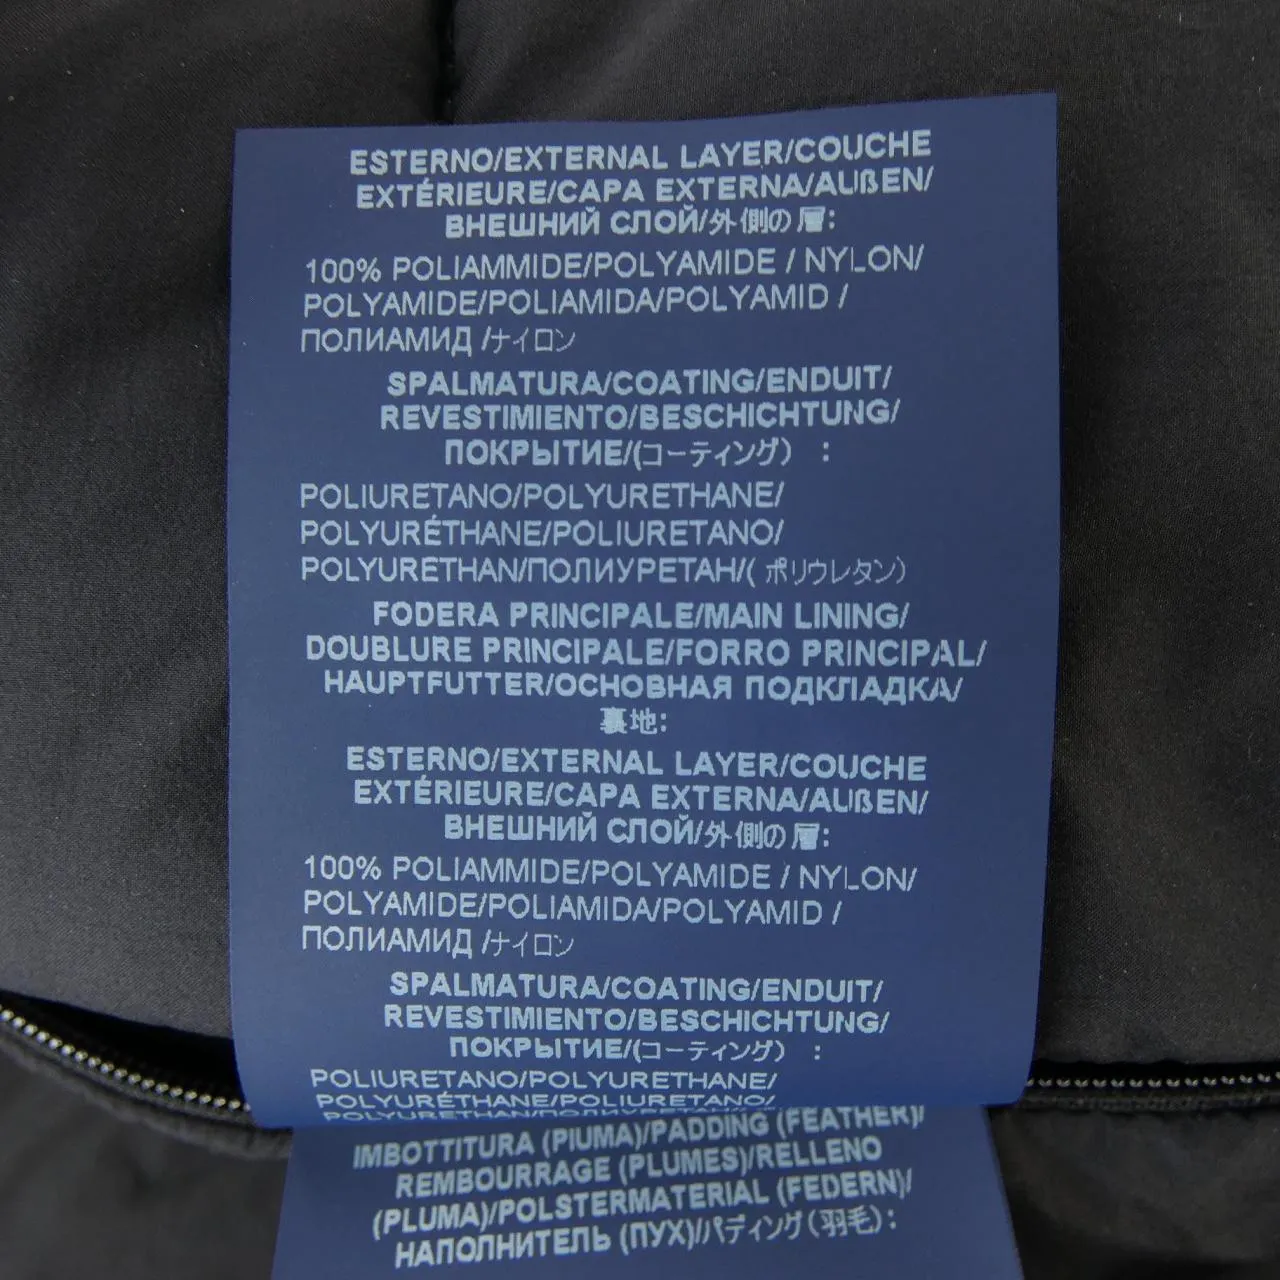 ESTERNO/EXTERNAL LAYER/COUCHE
EXTÉRIEURE/CAPA EXTERNA/AUßEN/
ВНЕШНИЙ СЛОЙ/外側の層:
100% POLIAMMIDE/POLYAMIDE / NYLON/
POLYAMIDE/POLIAMIDA/POLYAMID /
ПОЛИАМИД /ナイロン
SPALMATURA/COATING/ENDUIT/
REVESTIMIENTO/BESCHICHTUNG/
ПОКРЫТИЕ/(コーティング) :
POLIURETANO/POLYURETHANE/
POLYURÉTHANE/POLIURETANO/
POLYURETHAN/ПОЛИУРЕТАН/( ポリウレタン)
FODERA PRINCIPALE/MAIN LINING/
DOUBLURE PRINCIPALE/FORRO PRINCIPAL/
HAUPTFUTTER/ОСНОВНАЯ ПОДКЛАДКА/
裏地:
ESTERNO/EXTERNAL LAYER/COUCHE
EXTÉRIEURE/CAPA EXTERNA/AUßEN/
ВНЕШНИЙ СЛОЙ/外側の層:
100% POLIAMMIDE/POLYAMIDE / NYLON/
POLYAMIDE/POLIAMIDA/POLYAMID /
ПОЛИАМИД /ナイロン
SPALMATURA/COATING/ENDUIT/
REVESTIMIENTO/BESCHICHTUNG/
ПОКРЫТИЕ/(コーティング) :
POLIURETANO/POLYURETHANE/
POLYURÉTHANE/POLIURETANO/
POLYURETHAN/ПОЛИУРЕТАН/(
IMBOTTITURA (PIUMA)/PADDING (FEATHER)/
REMBOURRAGE (PLUMES)/RELLENO
(PLUMA)/POLSTERMATERIAL (FEDERN)/
НАПОЛНИТЕЛЬ (ПУХ)/パディング(羽毛):